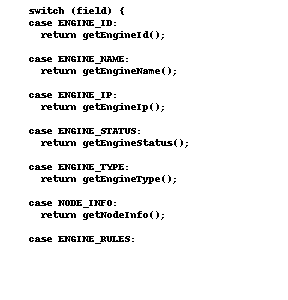 switch (field) {
case ENGINE_ID:
return getEngineId();
case ENGINE_NAME:
return getEngineName();
case ENGINE_IP:
return getEngineIp();
case ENGINE_STATUS:
return getEngineStatus();
case ENGINE_TYPE:
return getEngineType();
case NODE_INFO:
return getNodeInfo();
case ENGINE_RULES: